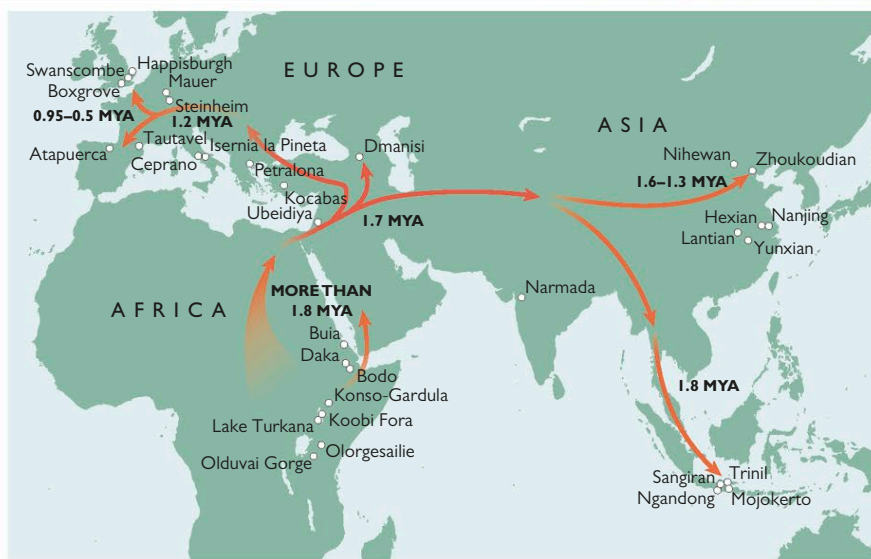 Happisburgh
Swanscombe
Mauer
Boxgrove
EUROPE
Steinheim
0.95–0.5 MYA
1.2 MYA
ASIA
Tautavel
Isernia la Pineta
Dmanisi
Atapuerca
Ceprano
Nihewan
Zhoukoudian
Petralona
1.6–1.3 MYA
Kocabas
Ubeidiya
1.7 MYA
Hexian
Nanjing
Lantian
Yunxian
MORE THAN
1.8 MYA
Narmada
AFRICA
Buia
Daka
Bodo
1.8 MYA
Konso-Gardula
Lake Turkana
Koobi Fora
Olorgesailie
Olduvai Gorge
Sangiran
Trinil
Ngandong
Mojokerto